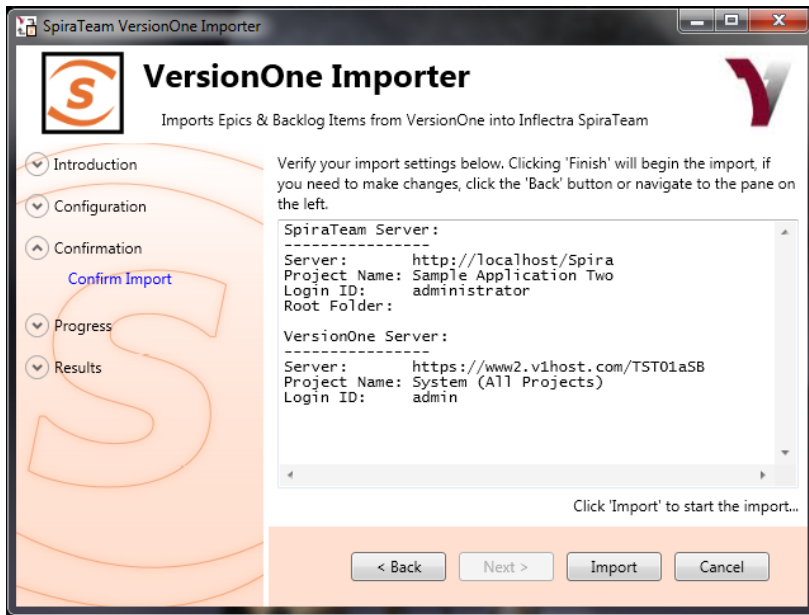 SpiraTeam VersionOne Importer
S
VersionOne Importer
Imports Epics & Backlog Items from VersionOne into Inflectra SpiraTeam
Introduction
Configuration
Confirmation
Confirm Import
Progress
Results
Verify your import settings below. Clicking 'Finish' will begin the import, if
you need to make changes, click the 'Back' button or navigate to the pane on
the left.
SpiraTeam Server:
----------------
Server: http://localhost/Spira
Project Name: Sample Application Two
Login ID: administrator
Root Folder:
VersionOne Server:
----------------
Server: https://www2.v1host.com/TST01aSB
Project Name: System (All Projects)
Login ID: admin
Click 'Import' to start the import...
< Back
Next >
Import
Cancel